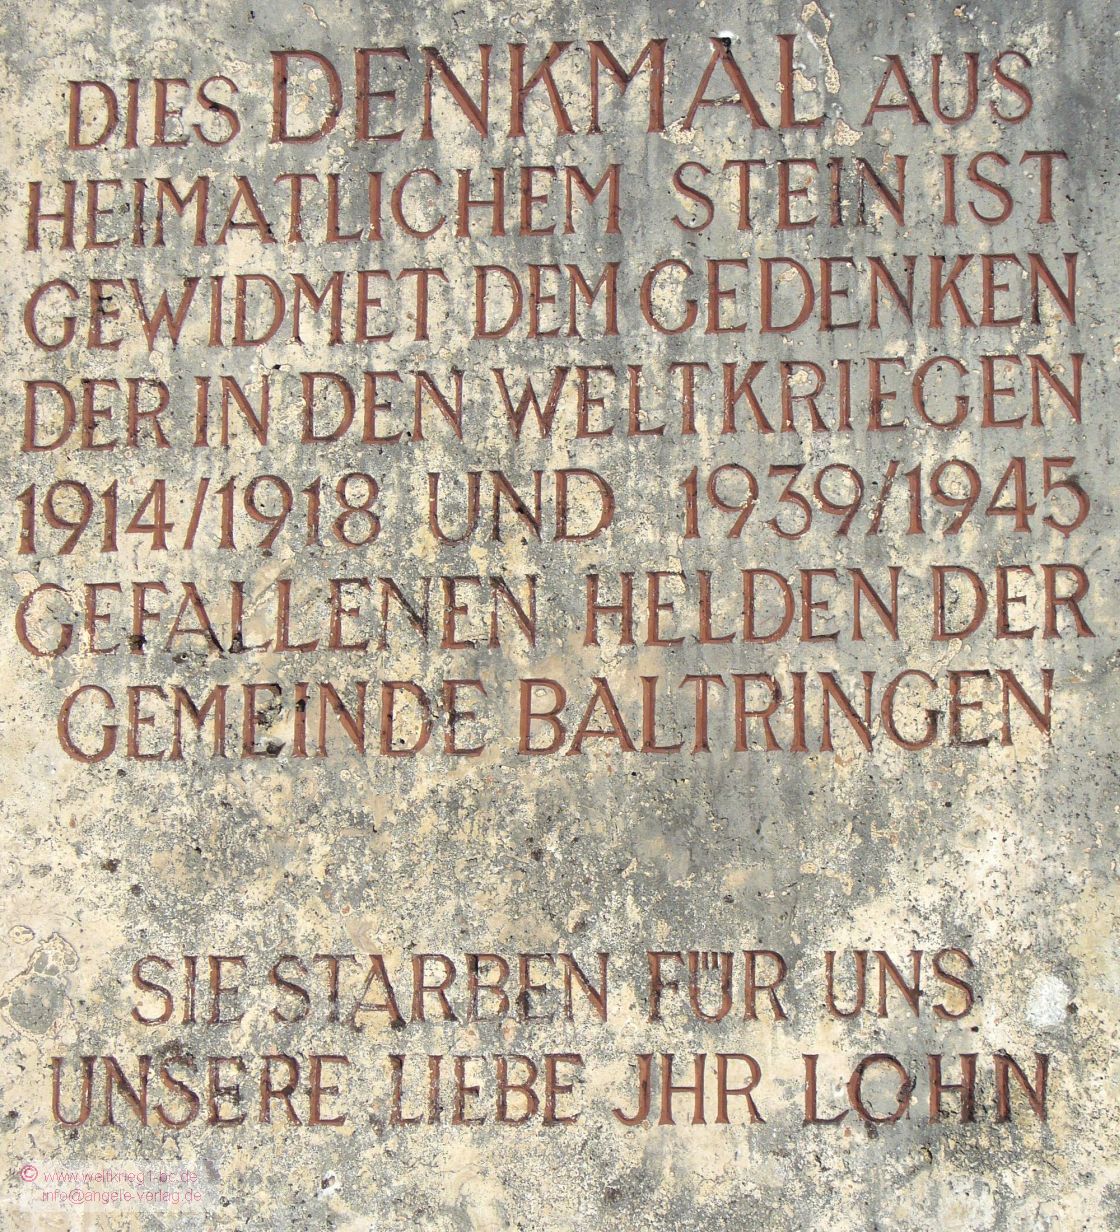 DIES DENKMAL AUS
HEIMATLICHEM STEIN IST
GEWIDMET DEM GEDENKEN
DER IN DEN WELTKRIEGEN
1914/1918 UND 1939/1945
GEFALLENEN HELDEN DER
GEMEINDE BALTRINGEN
SIE STARBEN FÜR UNS
UNSERE LIEBE JHR LOHN
© www.weltkrieg1-bc.de
info@angele-verlag.de